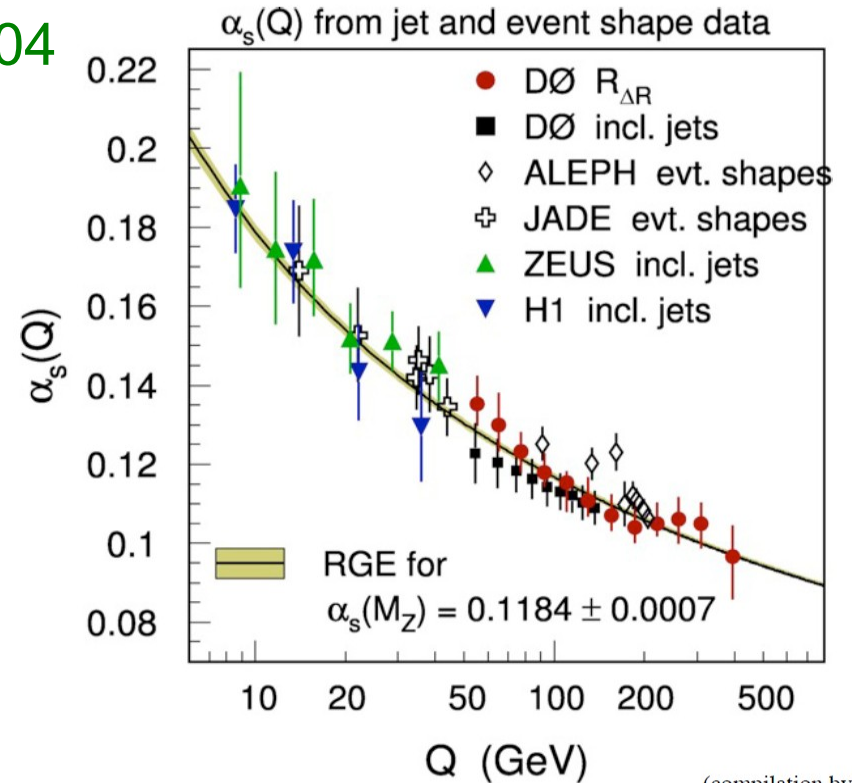 04
αs(Q) from jet and event shape data
0.22
0.2
0.18
0.16
0.14
0.12
0.1
0.08
αs(Q)
DØ RΔR
DØ incl. jets
ALEPH evt. shapes
JADE evt. shapes
ZEUS incl. jets
H1 incl. jets
RGE for
αs(MZ) = 0.1184 ± 0.0007
10 20 50 100 200 500
Q (GeV)
(compilation by